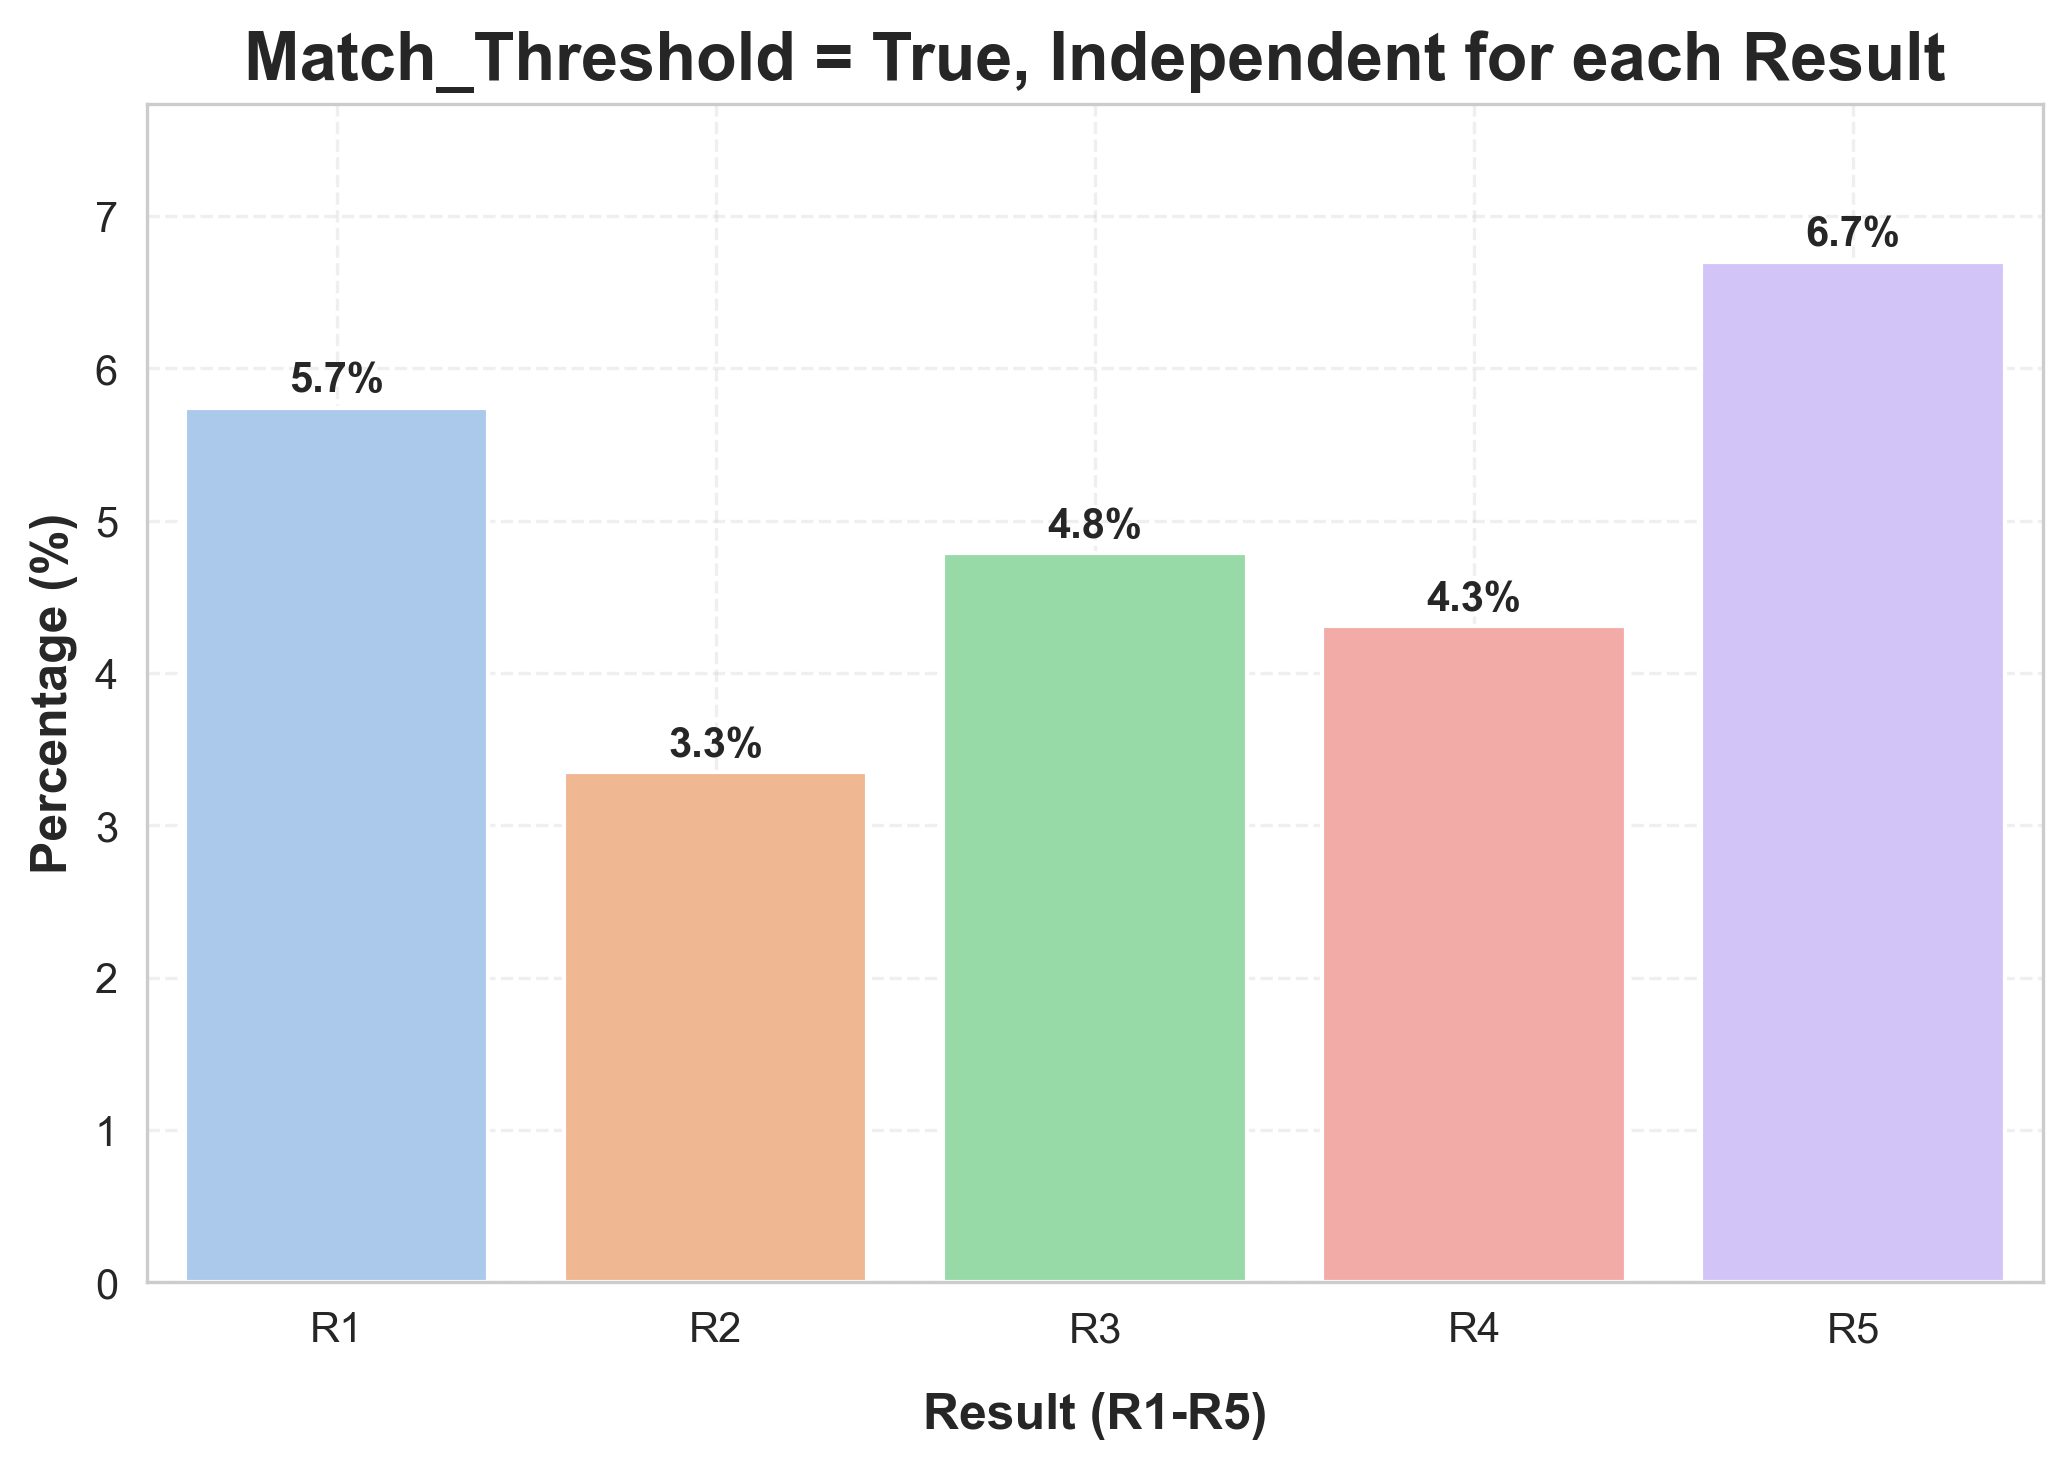 Match_Threshold = True, Independent for each Result
Percentage (%)
7
6
5
4
3
2
1
0
5.7%
3.3%
4.8%
4.3%
6.7%
R1
R2
R3
R4
R5
Result (R1-R5)